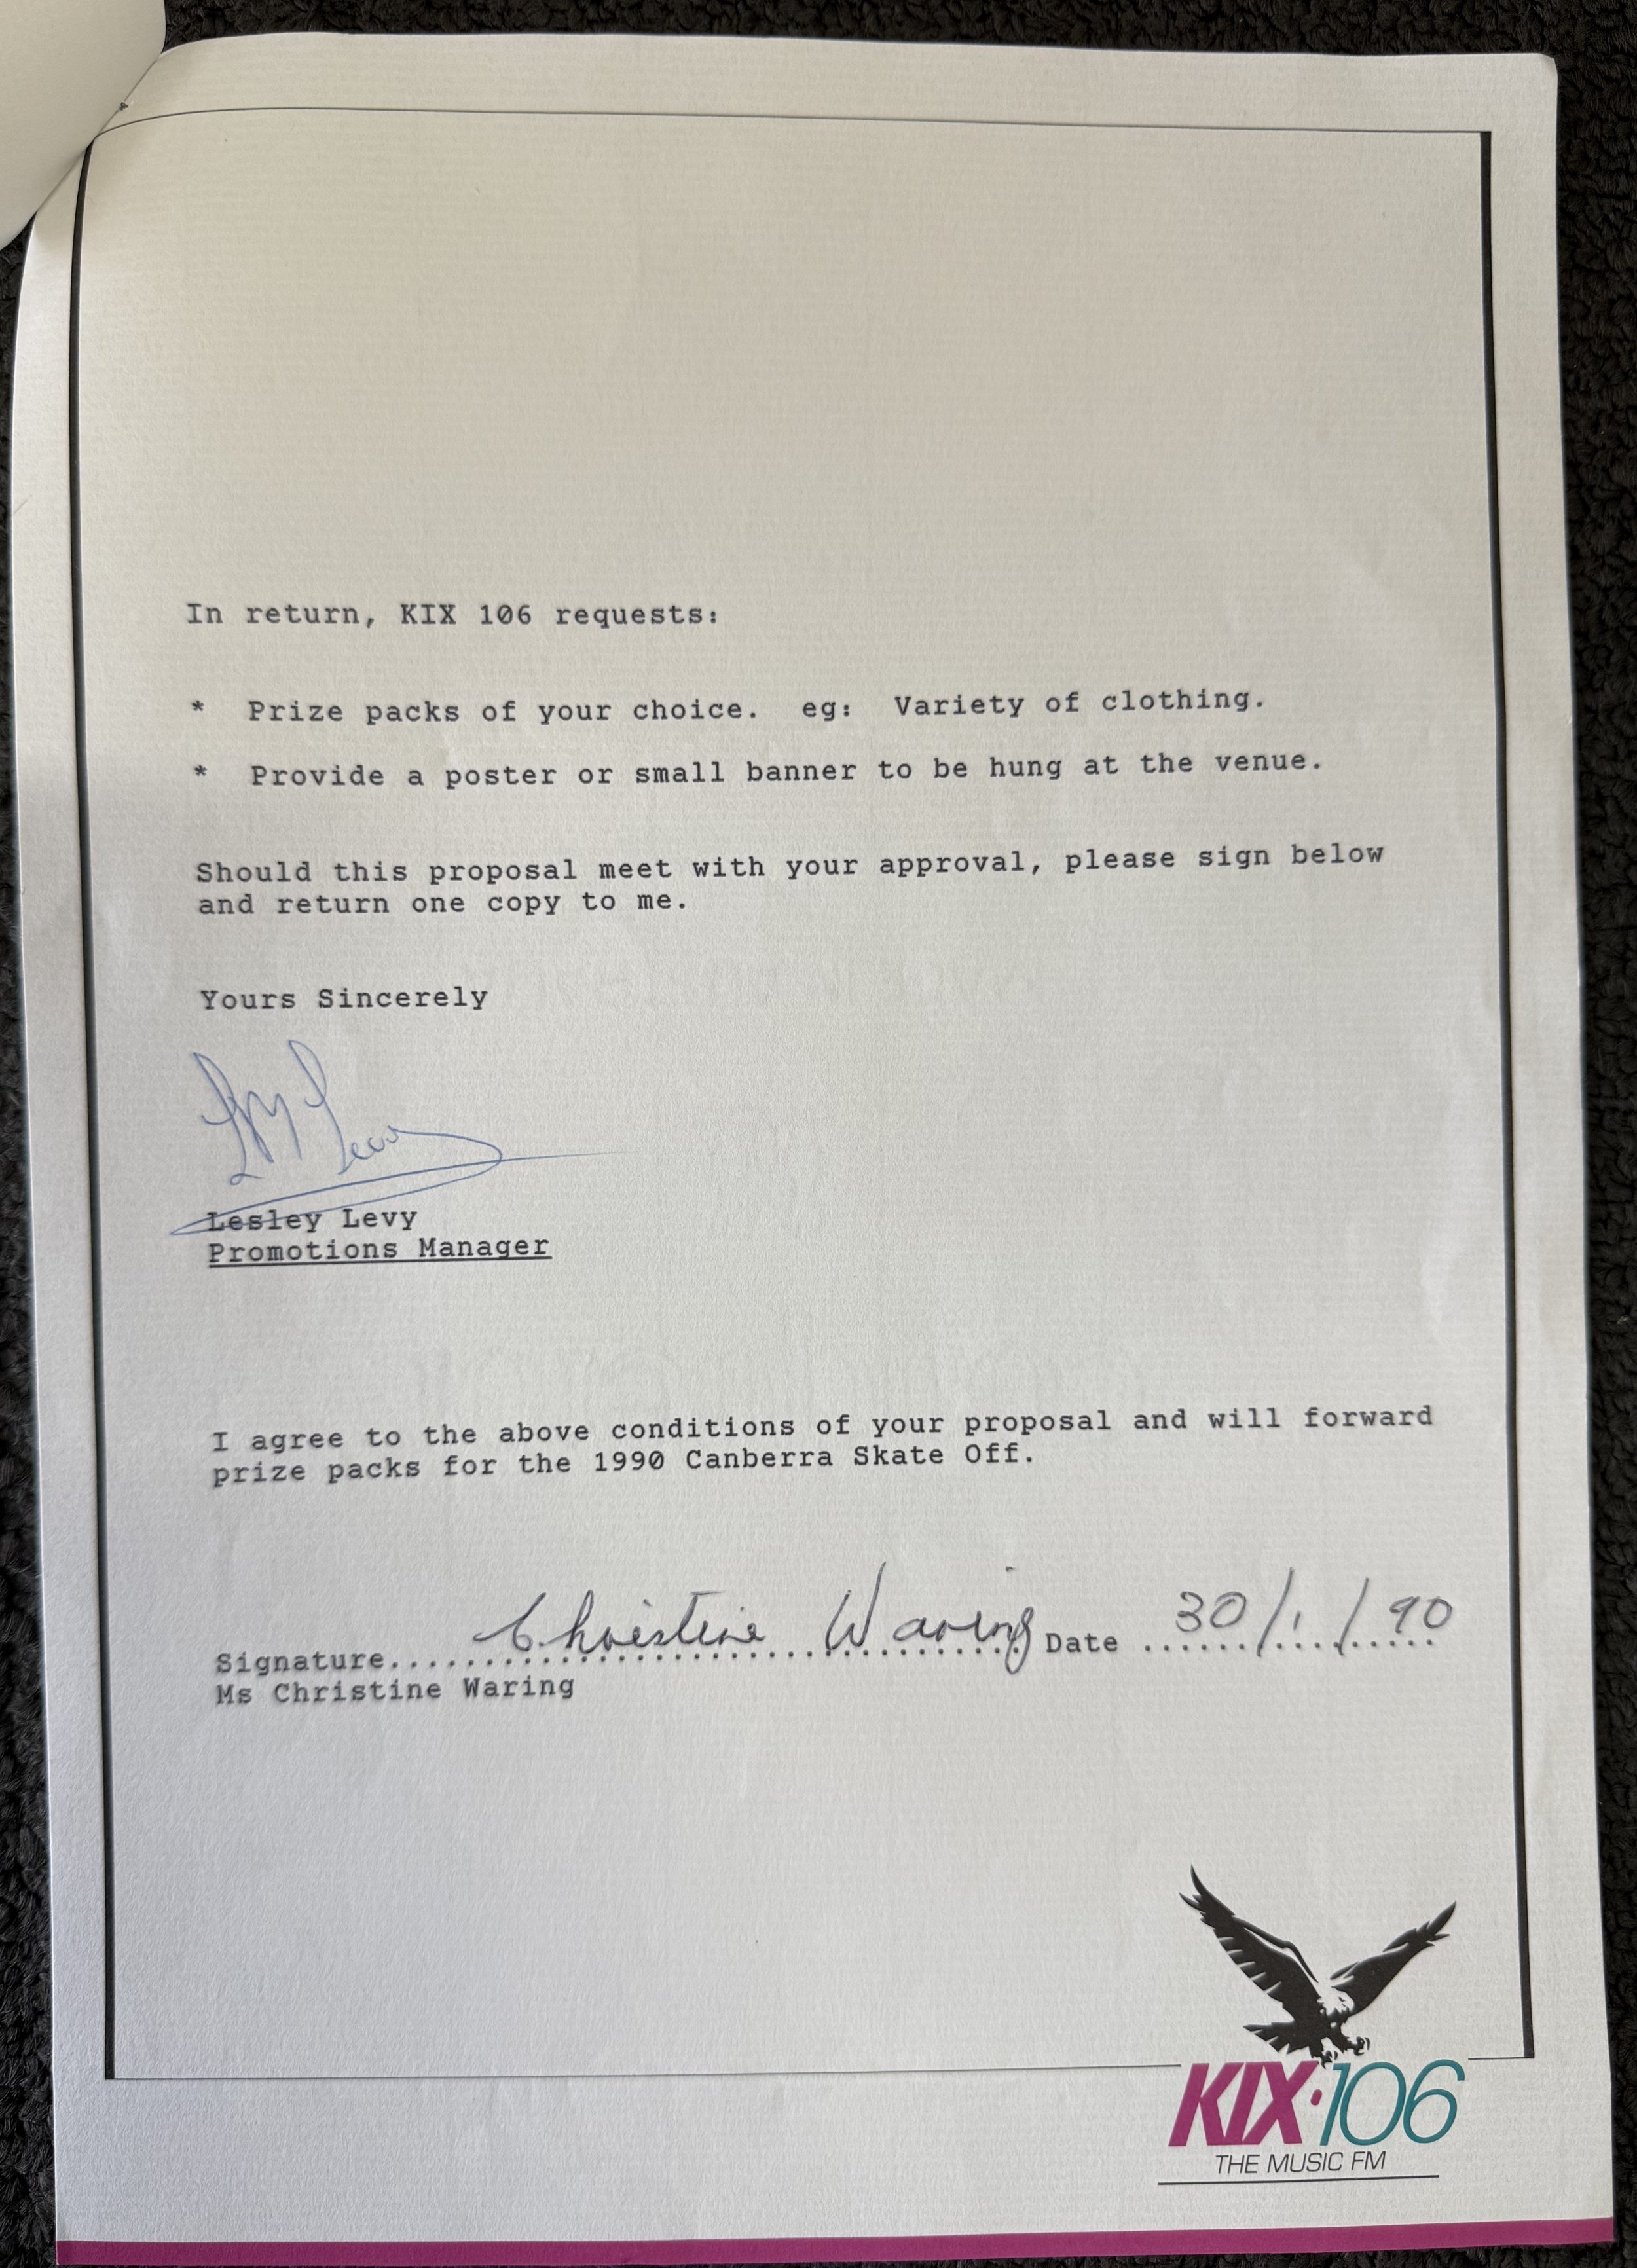 In return, KIX 106 requests:
* Prize packs of your choice. eg: Variety of clothing.
* Provide a poster or small banner to be hung at the venue.
Should this proposal meet with your approval, please sign below
and return one copy to me.
Yours Sincerely
LM Levy
Lesley Levy
Promotions Manager
I agree to the above conditions of your proposal and will forward
prize packs for the 1990 Canberra Skate Off.
Signature.......Christine Waring Date ......30/1/90
Ms Christine Waring
KIX·106
THE MUSIC FM